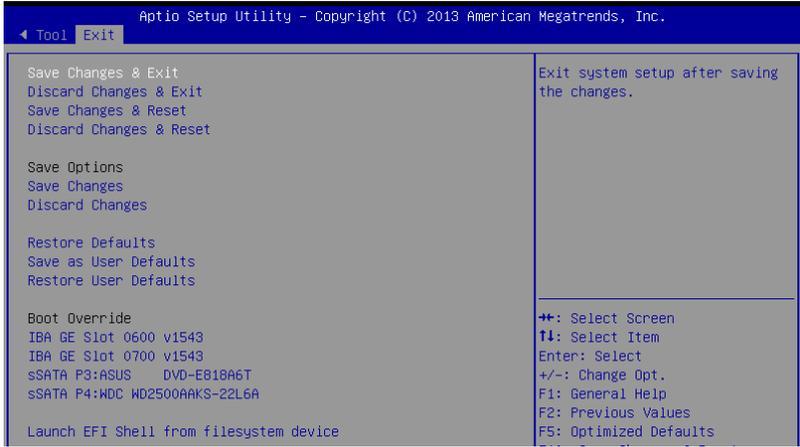 Aptio Setup Utility – Copyright (C) 2013 American Megatrends, Inc.
Tool Exit
Save Changes & Exit
Discard Changes & Exit
Save Changes & Reset
Discard Changes & Reset
Save Options
Save Changes
Discard Changes
Restore Defaults
Save as User Defaults
Restore User Defaults
Boot Override
IBA GE Slot 0600 v1543
IBA GE Slot 0700 v1543
sSATA P3:ASUS DVD-E818A6T
sSATA P4:WDC WD2500AAKS-22L6A
Launch EFI Shell from filesystem device
Exit system setup after saving
the changes.
→←: Select Screen
↑↓: Select Item
Enter: Select
+/-: Change Opt.
F1: General Help
F2: Previous Values
F5: Optimized Defaults